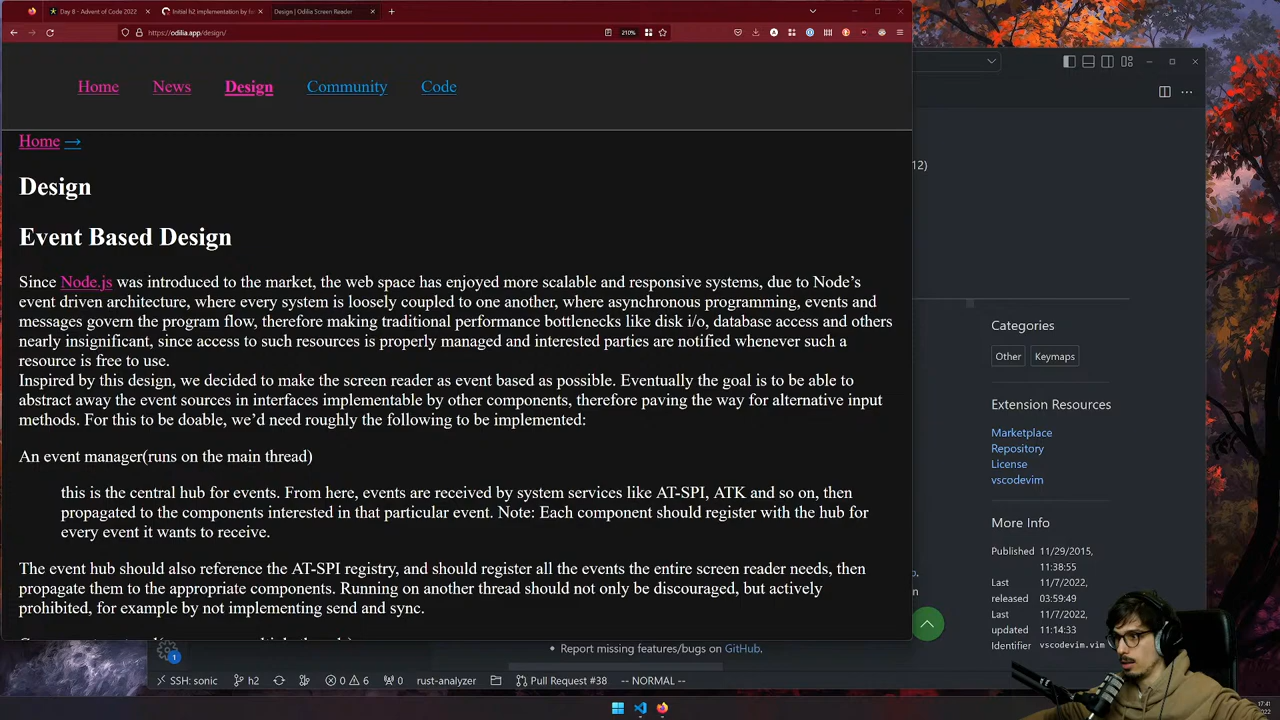 Day 8 - Advent of Code 2022
Initial h2 implementation by f
Design | Odilia Screen Reader
https://odilia.app/design/
210%
Home
News
Design
Community
Code
Home →
Design
Event Based Design
Since Node.js was introduced to the market, the web space has enjoyed more scalable and responsive systems, due to Node’s
event driven architecture, where every system is loosely coupled to one another, where asynchronous programming, events and
messages govern the program flow, therefore making traditional performance bottlenecks like disk i/o, database access and others
nearly insignificant, since access to such resources is properly managed and interested parties are notified whenever such a
resource is free to use.
Inspired by this design, we decided to make the screen reader as event based as possible. Eventually the goal is to be able to
abstract away the event sources in interfaces implementable by other components, therefore paving the way for alternative input
methods. For this to be doable, we’d need roughly the following to be implemented:
An event manager(runs on the main thread)
this is the central hub for events. From here, events are received by system services like AT-SPI, ATK and so on, then
propagated to the components interested in that particular event. Note: Each component should register with the hub for
every event it wants to receive.
The event hub should also reference the AT-SPI registry, and should register all the events the entire screen reader needs, then
propagate them to the appropriate components. Running on another thread should not only be discouraged, but actively
prohibited, for example by not implementing send and sync.
12)
Categories
Other
Keymaps
Extension Resources
Marketplace
Repository
License
vscodevim
More Info
Published 11/29/2015,
11:38:55
Last 11/7/2022,
released 03:59:49
Last 11/7/2022,
updated 11:14:33
Identifier vscodevim.vim
Report missing features/bugs on GitHub.
1
SSH: sonic
h2
0
6
0
rust-analyzer
Pull Request #38
-- NORMAL --
17:41